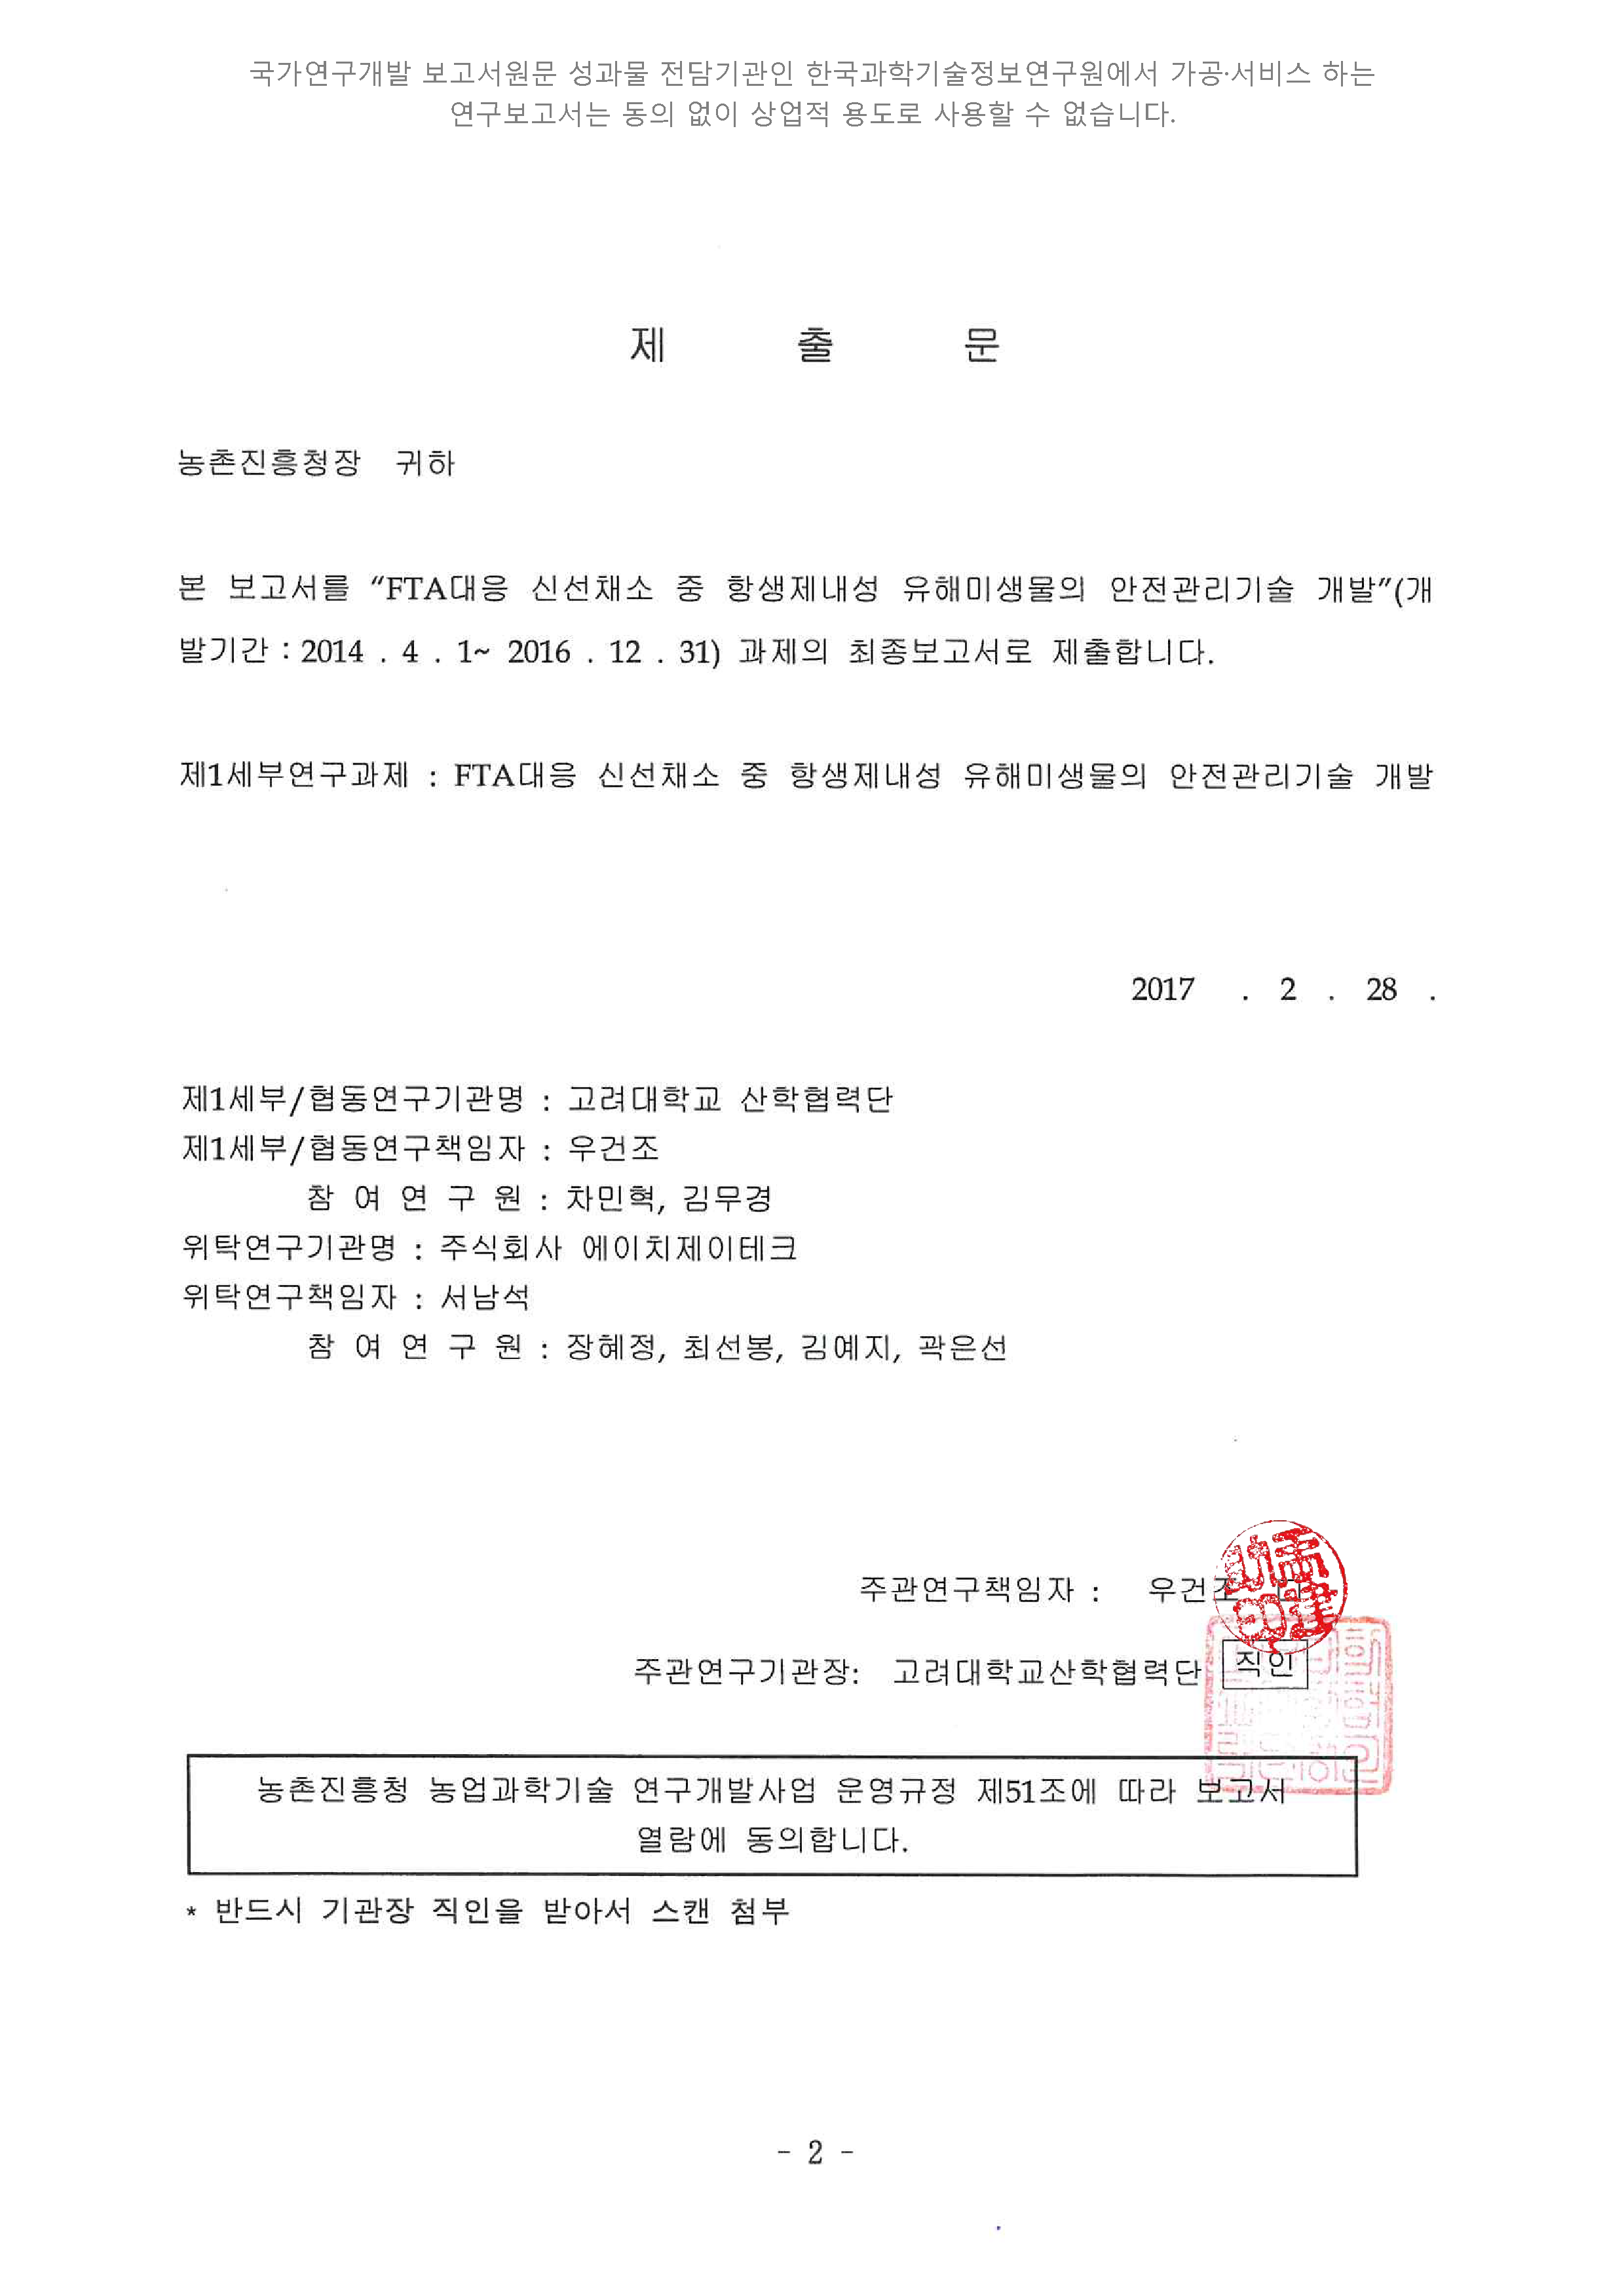 국가연구개발 보고서원문 성과물 전담기관인 한국과학기술정보연구원에서 가공·서비스 하는
연구보고서는 동의 없이 상업적 용도로 사용할 수 없습니다.
제 출 문
농촌진흥청장 귀하
본 보고서를 “FTA대응 신선채소 중 항생제내성 유해미생물의 안전관리기술 개발”(개
발기간 : 2014 . 4 . 1~ 2016 . 12 . 31) 과제의 최종보고서로 제출합니다.
제1세부연구과제 : FTA대응 신선채소 중 항생제내성 유해미생물의 안전관리기술 개발
2017 . 2 . 28 .
제1세부/협동연구기관명 : 고려대학교 산학협력단
제1세부/협동연구책임자 : 우건조
참 여 연 구 원 : 차민혁, 김무경
위탁연구기관명 : 주식회사 에이치제이테크
위탁연구책임자 : 서남석
참 여 연 구 원 : 장혜정, 최선봉, 김예지, 곽은선
주관연구책임자 : 우건조
주관연구기관장: 고려대학교산학협력단 직인
농촌진흥청 농업과학기술 연구개발사업 운영규정 제51조에 따라 보고서
열람에 동의합니다.
* 반드시 기관장 직인을 받아서 스캔 첨부
- 2 -